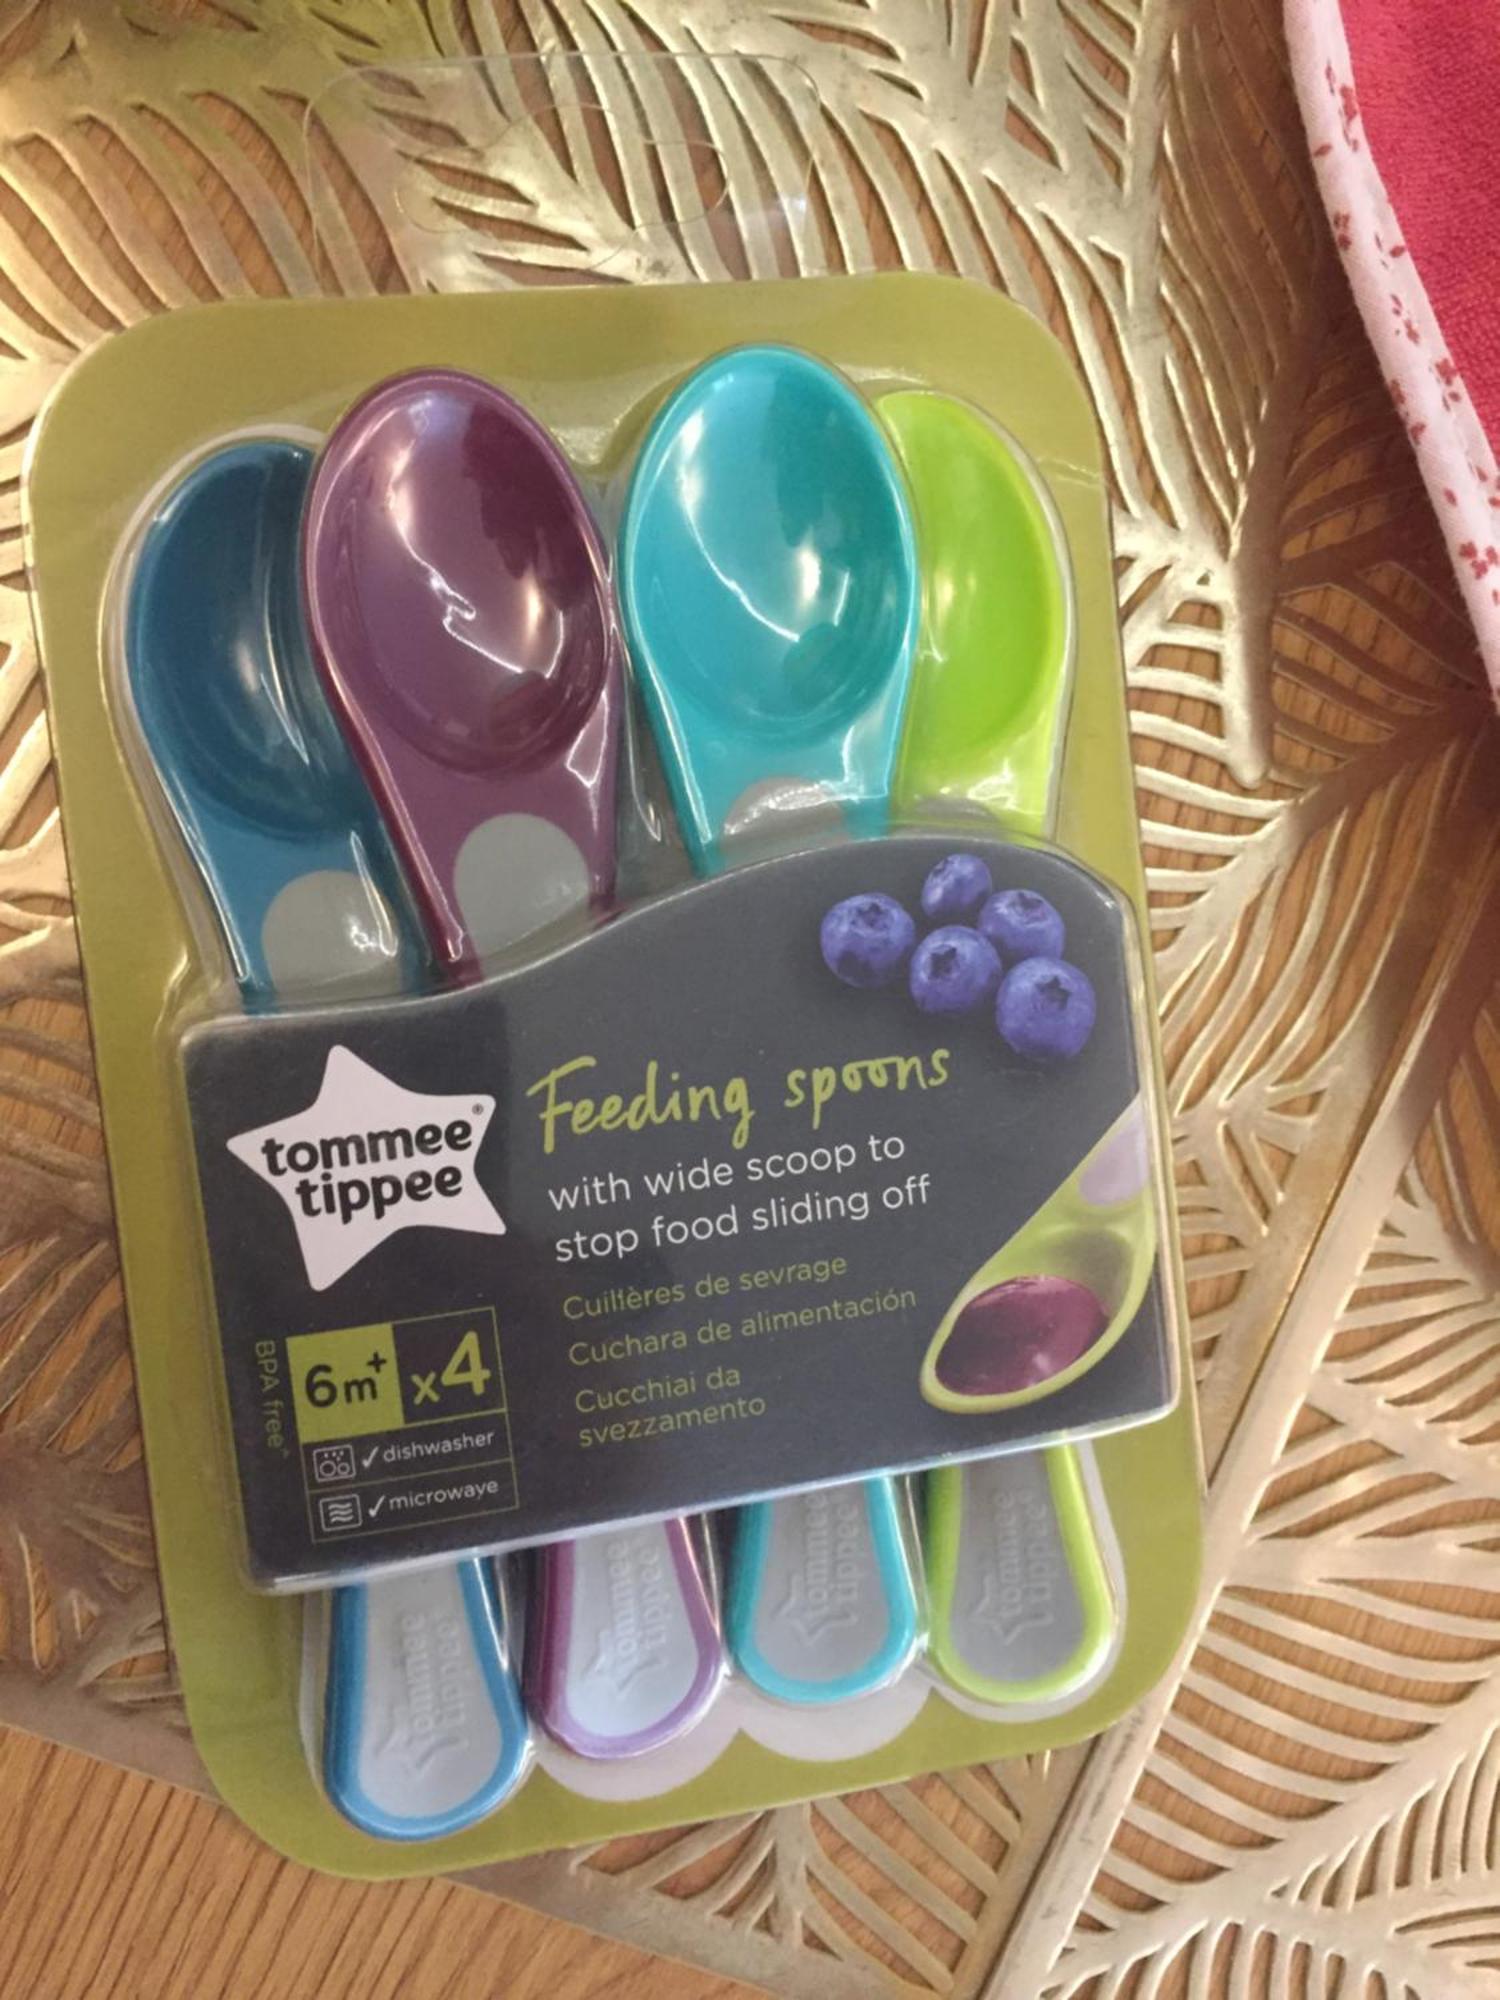 tommee®
tippee
Feeding spoons
with wide scoop to
stop food sliding off
Cuillères de sevrage
Cuchara de alimentación
Cucchiai da
svezzamento
BPA free^
6m+ x4
✓dishwasher
✓microwave
tommee
tippee
tommee
tippee
tommee
tippee
tommee
tippee